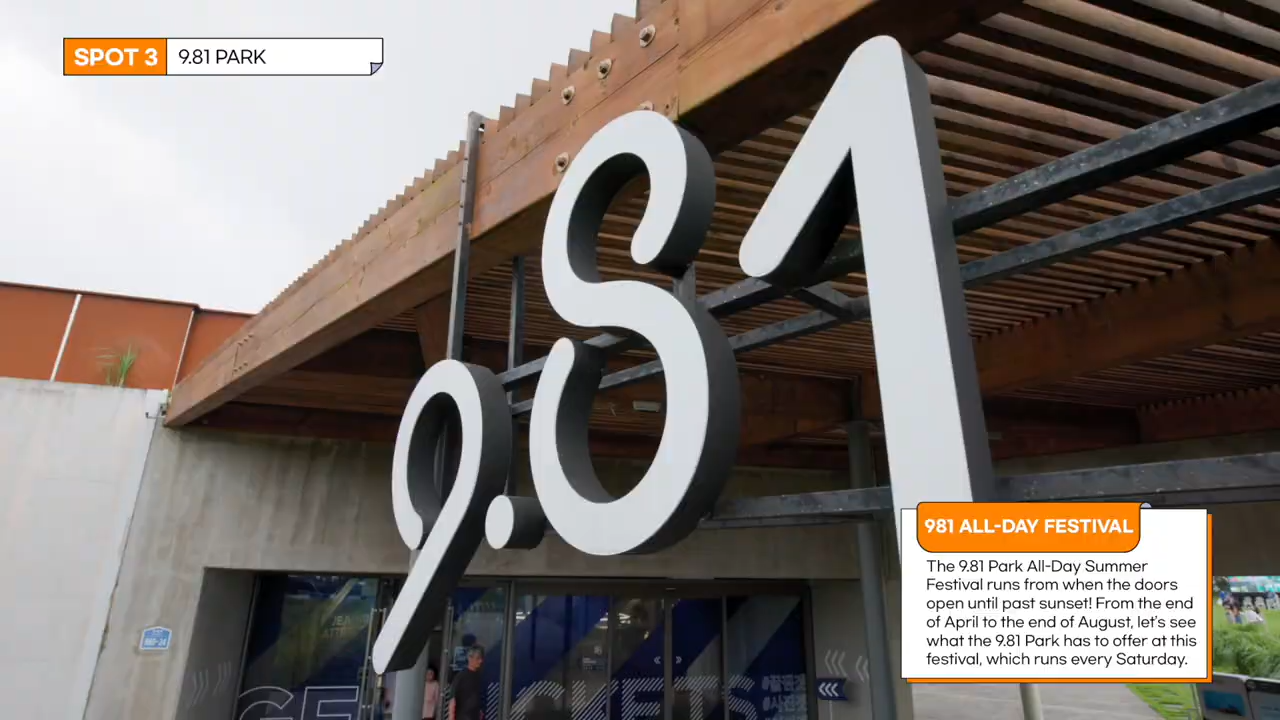 SPOT 3
9.81 PARK
9.81
981 ALL-DAY FESTIVAL
The 9.81 Park All-Day Summer
Festival runs from when the doors
open until past sunset! From the end
of April to the end of August, let's see
what the 9.81 Park has to offer at this
festival, which runs every Saturday.
GE
TICKETS